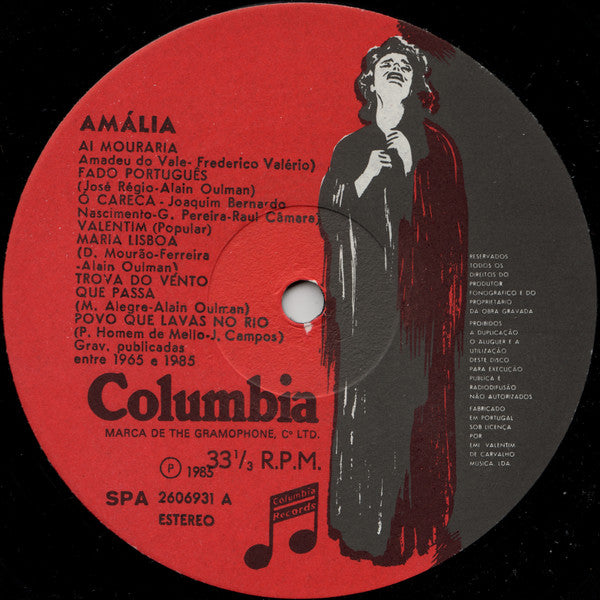 AMÁLIA
AI MOURARIA
Amadeu do Vale- Frederico Valério)
FADO PORTUGUÊS
(José Régio-Alain Oulman)
Ó CARECA - Joaquim Bernardo
Nascimento-G. Pereira-Raul Câmara)
VALENTIM (Popular)
MARIA LISBOA
(D. Mourão-Ferreira
-Alain Oulman)
TROVA DO VENTO
QUE PASSA
(M. Alegre-Alain Oulman)
POVO QUE LAVAS NO RIO
(P. Homem de Mello-J. Campos)
Grav. publicadas
entre 1965 e 1985
Columbia
MARCA DE THE GRAMOPHONE, Cº LTD.
P 1985 33 1/3 R.P.M.
SPA 2606931 A
ESTEREO
Columbia
Records
RESERVADOS
TODOS OS
DIREITOS DO
PRODUTOR
FONOGRÁFICO E DO
PROPRIETÁRIO
DA OBRA GRAVADA
PROIBIDOS
A DUPLICAÇÃO
O ALUGUER E A
UTILIZAÇÃO
DESTE DISCO
PARA EXECUÇÃO
PÚBLICA E
RADIODIFUSÃO
NÃO AUTORIZADOS
FABRICADO
EM PORTUGAL
SOB LICENÇA
POR
EMI VALENTIM
DE CARVALHO
MÚSICA, LDA.